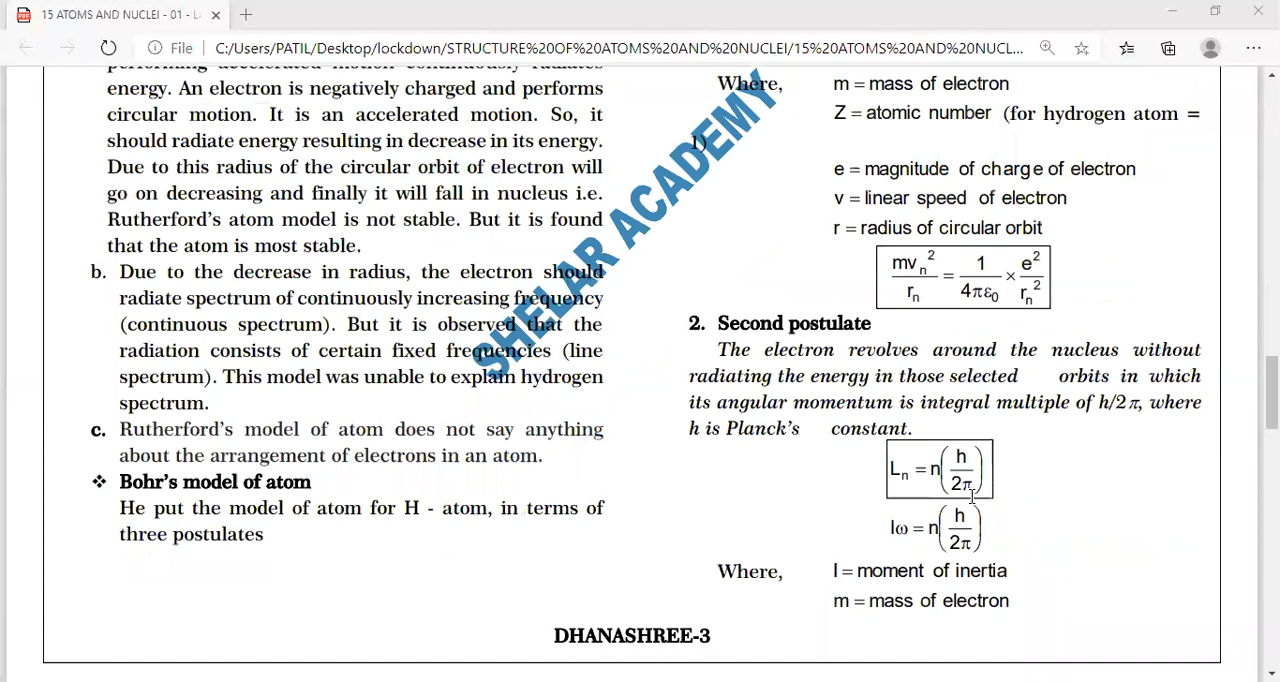 15 ATOMS AND NUCLEI - 01 - L
File C:/Users/PATIL/Desktop/lockdown/STRUCTURE%20OF%20ATOMS%20AND%20NUCLEI/15%20ATOMS%20AND%20NUCL...
performing accelerated motion continuously radiates
energy. An electron is negatively charged and performs
circular motion. It is an accelerated motion. So, it
should radiate energy resulting in decrease in its energy.
Due to this radius of the circular orbit of electron will
go on decreasing and finally it will fall in nucleus i.e.
Rutherford's atom model is not stable. But it is found
that the atom is most stable.
b. Due to the decrease in radius, the electron should
radiate spectrum of continuously increasing frequency
(continuous spectrum). But it is observed that the
radiation consists of certain fixed frequencies (line
spectrum). This model was unable to explain hydrogen
spectrum.
c. Rutherford's model of atom does not say anything
about the arrangement of electrons in an atom.
❖ Bohr's model of atom
He put the model of atom for H - atom, in terms of
three postulates
SHELAR ACADEMY
Where, m = mass of electron
Z = atomic number (for hydrogen atom =
1)
e = magnitude of charge of electron
v = linear speed of electron
r = radius of circular orbit
mvₙ²/rₙ = 1/4πε₀ × e²/rₙ²
2. Second postulate
The electron revolves around the nucleus without
radiating the energy in those selected orbits in which
its angular momentum is integral multiple of h/2π, where
h is Planck's constant.
Lₙ = n(h/2π)
Iω = n(h/2π)
Where, I = moment of inertia
m = mass of electron
DHANASHREE-3